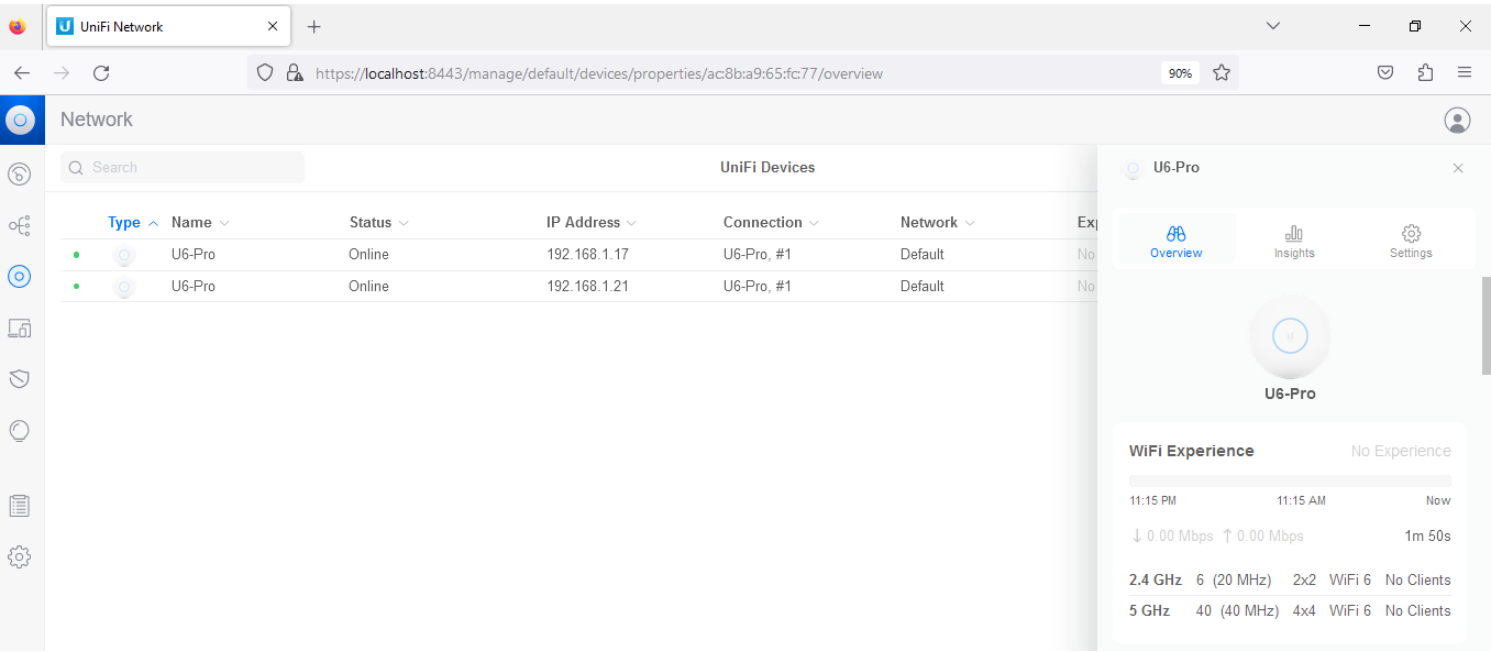 UniFi Network
https://localhost:8443/manage/default/devices/properties/ac:8b:a9:65:fc:77/overview 90%
Network
Search
UniFi Devices
Type Name Status IP Address Connection Network Ex
U6-Pro Online 192.168.1.17 U6-Pro, #1 Default No
U6-Pro Online 192.168.1.21 U6-Pro, #1 Default No
U6-Pro
Overview Insights Settings
U6-Pro
WiFi Experience No Experience
11:15 PM 11:15 AM Now
↓ 0.00 Mbps ↑ 0.00 Mbps 1m 50s
2.4 GHz 6 (20 MHz) 2x2 WiFi 6 No Clients
5 GHz 40 (40 MHz) 4x4 WiFi 6 No Clients